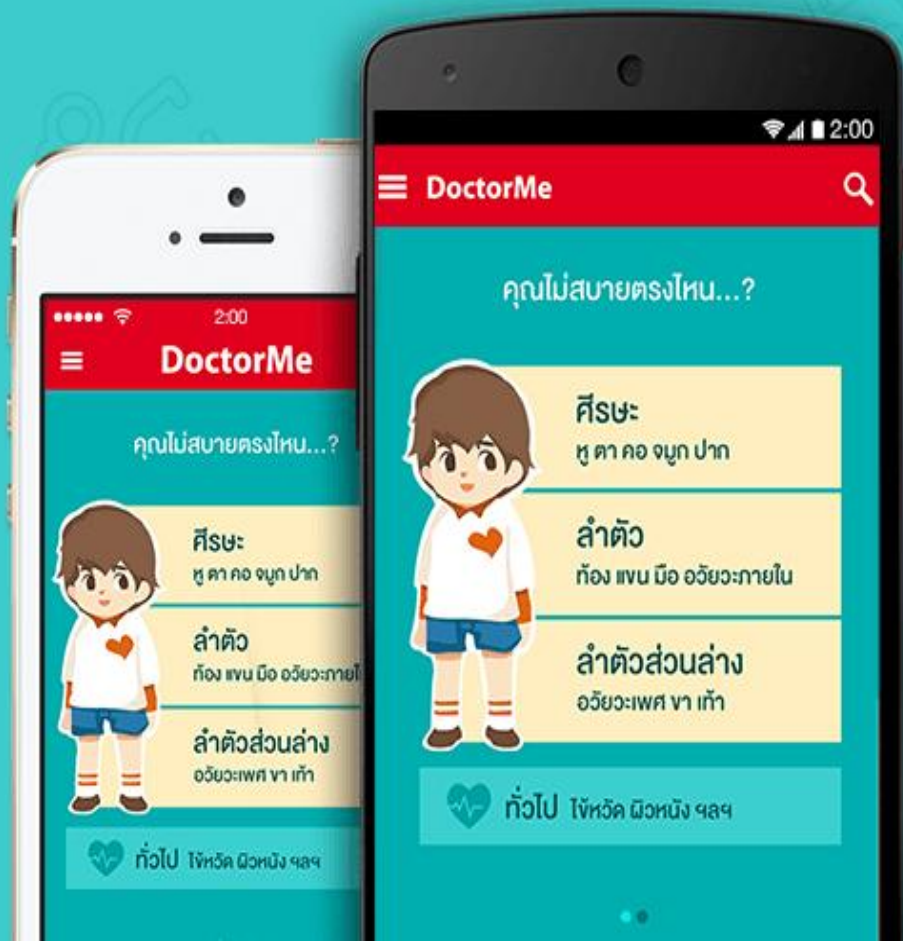 2:00
DoctorMe
คุณไม่สบายตรงไหน...?
ศีรษะ
หู ตา คอ จมูก ปาก
ลำตัว
ท้อง แขน มือ อวัยวะภายใน
ลำตัวส่วนล่าง
อวัยวะเพศ ขา เท้า
ทั่วไป ไข้หวัด ผิวหนัง ฯลฯ
2:00
DoctorMe
คุณไม่สบายตรงไหน...?
ศีรษะ
หู ตา คอ จมูก ปาก
ลำตัว
ท้อง แขน มือ อวัยวะภายใน
ลำตัวส่วนล่าง
อวัยวะเพศ ขา เท้า
ทั่วไป ไข้หวัด ผิวหนัง ฯลฯ